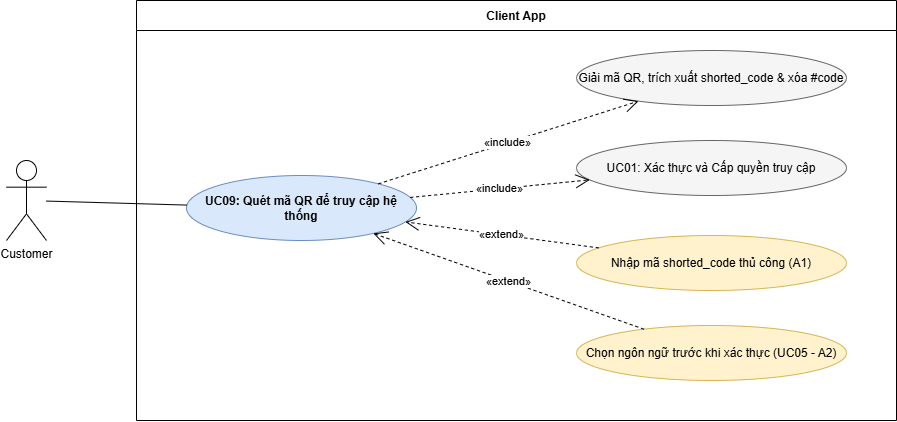 Client App
Giải mã QR, trích xuất shorted_code & xóa #code
«include»
UC01: Xác thực và Cấp quyền truy cập
«include»
UC09: Quét mã QR để truy cập hệ
thống
Customer
«extend»
Nhập mã shorted_code thủ công (A1)
«extend»
Chọn ngôn ngữ trước khi xác thực (UC05 - A2)